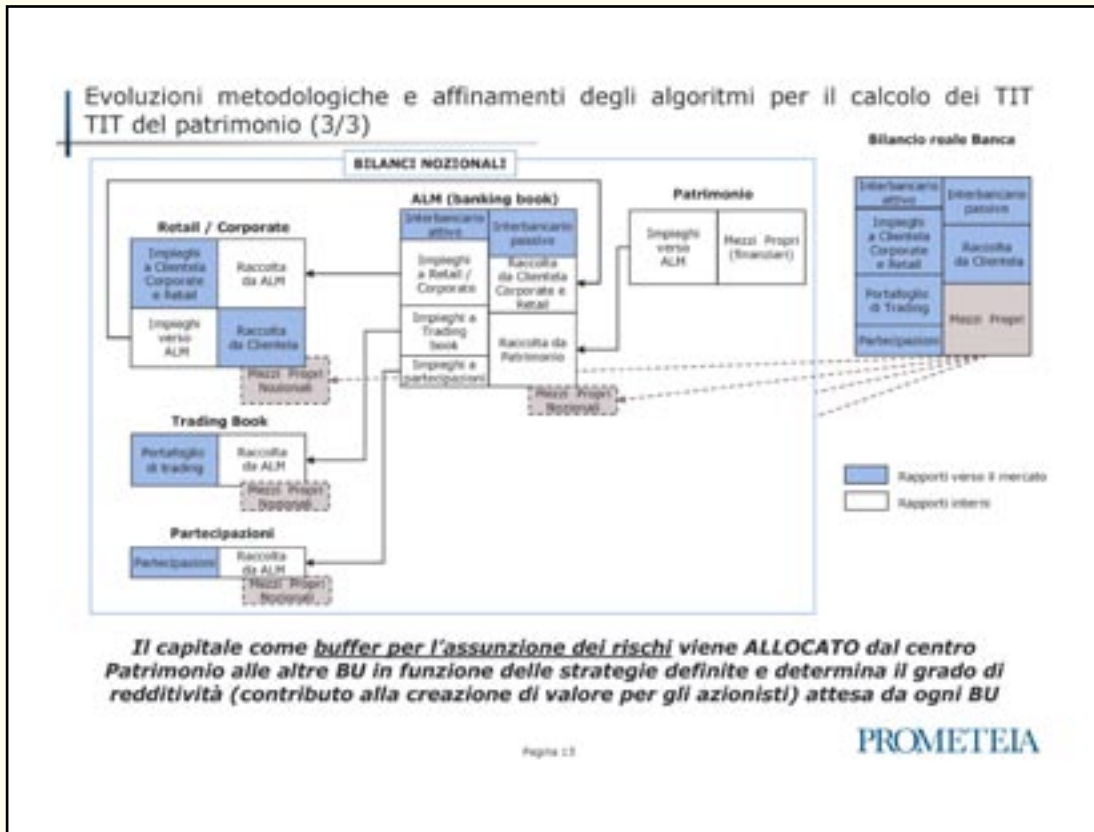 Evoluzioni metodologiche e affinamenti degli algoritmi per il calcolo dei TIT
TIT del patrimonio (3/3)
Bilancio reale Banca
BILANCI NOZIONALI
Retail / Corporate
Impieghi
a Clientela
Corporate
e Retail
Raccolta
da ALM
Impieghi
verso
ALM
Raccolta
da Clientela
Mezzi Propri
Nozionali
ALM (banking book)
Interbancario
attivo
Interbancario
passivo
Impieghi
a Retail /
Corporate
Raccolta
da Clientela
Corporate e
Retail
Impieghi a
Trading
book
Raccolta da
Patrimonio
Impieghi a
partecipazioni
Mezzi Propri
Nozionali
Patrimonio
Impieghi
verso
ALM
Mezzi Propri
(finanziari)
Interbancario
attivo
Interbancario
passivo
Impieghi
a Clientela
Corporate
e Retail
Raccolta
da Clientela
Portafoglio
di Trading
Mezzi Propri
Partecipazioni
Trading Book
Portafoglio
di trading
Raccolta
da ALM
Mezzi Propri
Nozionali
Partecipazioni
Partecipazioni
Raccolta
da ALM
Mezzi Propri
Nozionali
Rapporti verso il mercato
Rapporti interni
Il capitale come buffer per l'assunzione dei rischi viene ALLOCATO dal centro
Patrimonio alle altre BU in funzione delle strategie definite e determina il grado di
redditività (contributo alla creazione di valore per gli azionisti) attesa da ogni BU
Pagina 13
PROMETEIA